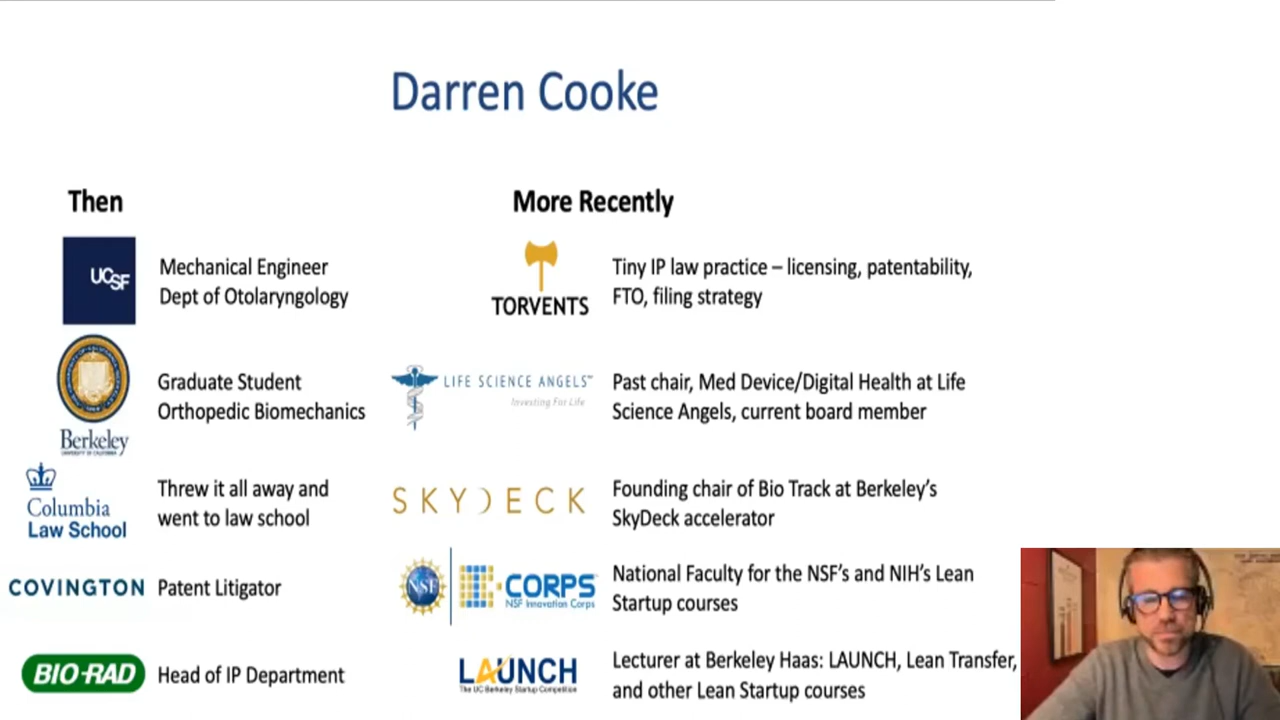 Darren Cooke
Then
UCSF
Mechanical Engineer
Dept of Otolaryngology
Berkeley
UNIVERSITY OF CALIFORNIA
Graduate Student
Orthopedic Biomechanics
Columbia
Law School
Threw it all away and
went to law school
COVINGTON
Patent Litigator
BIO-RAD
Head of IP Department
More Recently
TORVENTS
Tiny IP law practice – licensing, patentability,
FTO, filing strategy
LIFE SCIENCE ANGELS™
Investing For Life
Past chair, Med Device/Digital Health at Life
Science Angels, current board member
SKYDECK
Founding chair of Bio Track at Berkeley's
SkyDeck accelerator
NSF
I-CORPS
NSF Innovation Corps
National Faculty for the NSF's and NIH's Lean
Startup courses
LAUNCH
The UC Berkeley Startup Competition
Lecturer at Berkeley Haas: LAUNCH, Lean Transfer,
and other Lean Startup courses